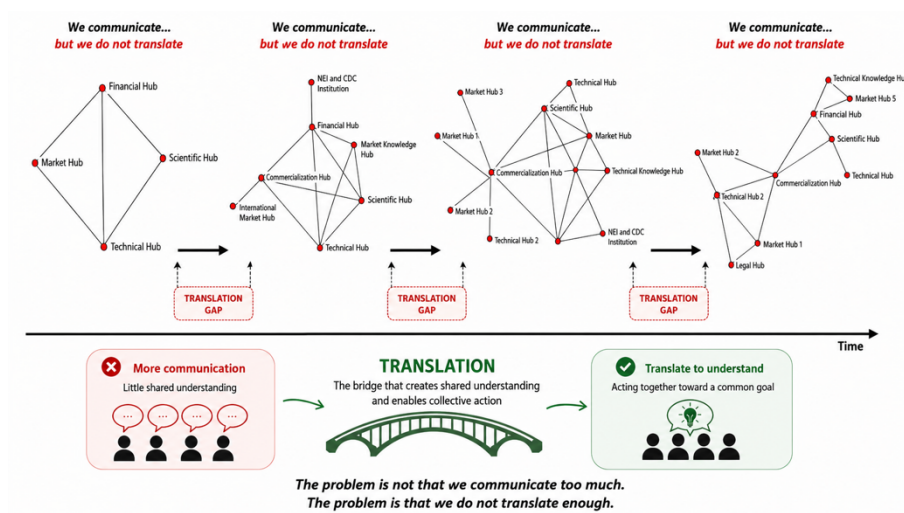 We communicate...
but we do not translate
We communicate...
but we do not translate
We communicate...
but we do not translate
We communicate...
but we do not translate
Financial Hub
Market Hub
Scientific Hub
Technical Hub
NEI and CDC
Institution
Financial Hub
Market Knowledge
Hub
Commercialization Hub
Scientific Hub
International
Market Hub
Technical Hub
Market Hub 3
Technical Hub
Scientific Hub
Market Hub 1
Market Hub
Commercialization Hub
Technical Knowledge Hub
Market Hub 2
Technical Hub 2
NEI and CDC
Institution
Technical Knowledge Hub
Market Hub 5
Financial Hub
Scientific Hub
Market Hub 2
Commercialization Hub
Technical Hub
Technical Hub 2
Market Hub 1
Legal Hub
TRANSLATION
GAP
TRANSLATION
GAP
TRANSLATION
GAP
Time
More communication
Little shared understanding
... ... ... ...
TRANSLATION
The bridge that creates shared understanding
and enables collective action
Translate to understand
Acting together toward a common goal
The problem is not that we communicate too much.
The problem is that we do not translate enough.